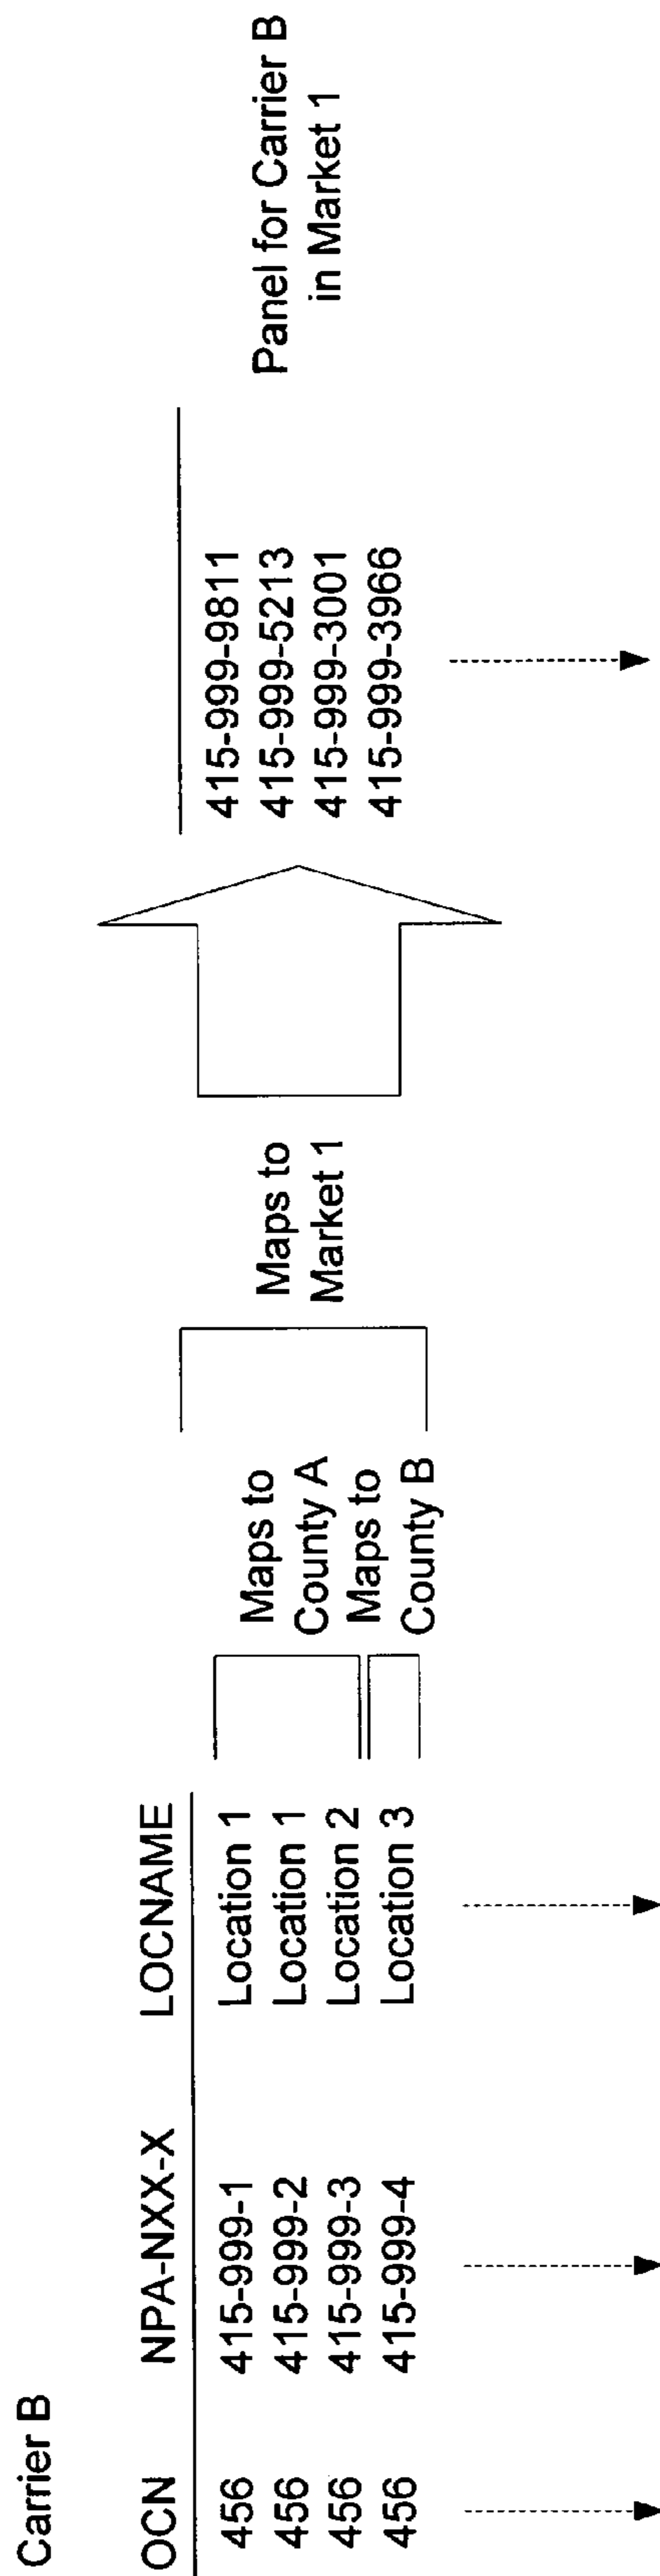 Carrier B
OCN NPA-NXX-X LOCNAME
456 415-999-1 Location 1
456 415-999-2 Location 1
456 415-999-3 Location 2
456 415-999-4 Location 3
Maps to
County A
Maps to
County B
Maps to
Market 1
415-999-9811
415-999-5213
415-999-3001
415-999-3966
Panel for Carrier B
in Market 1